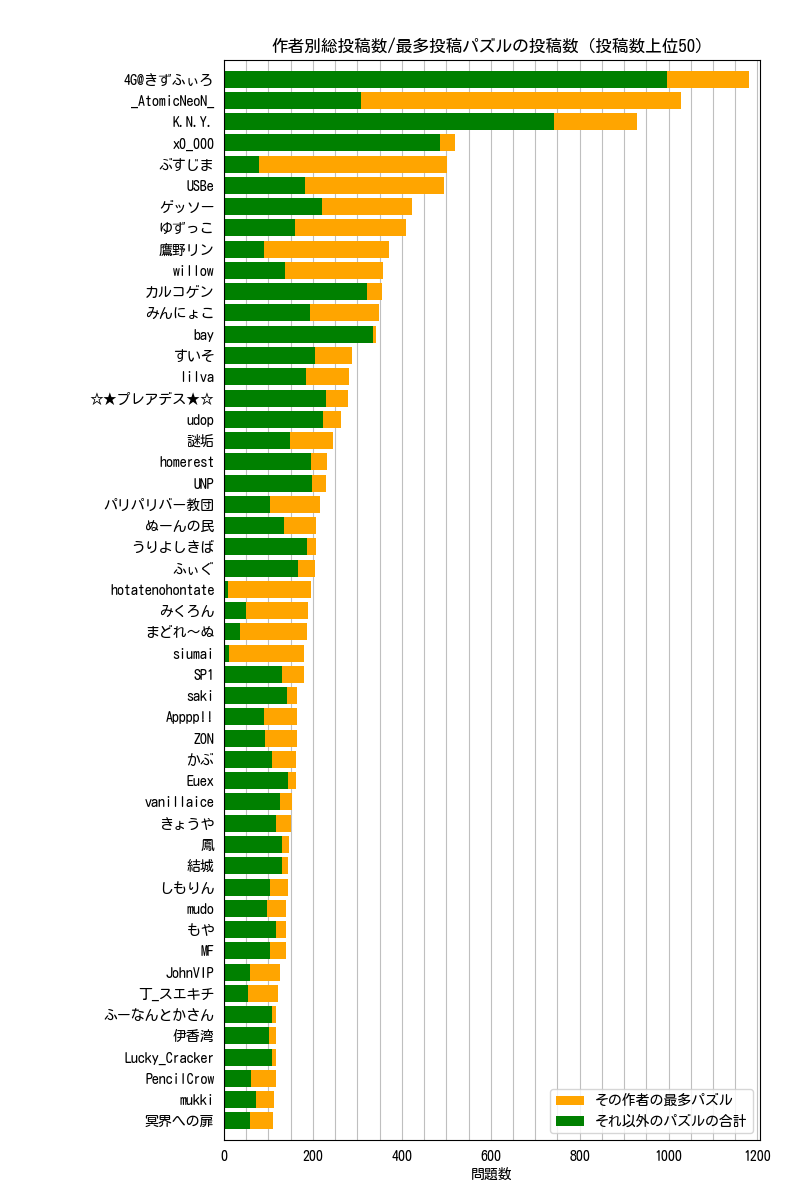 作者別総投稿数/最多投稿パズルの投稿数 (投稿数上位50)
4G@きずふぃろ
_AtomicNeoN_
K.N.Y.
x0_000
ぷすじま
USBe
ゲッソー
ゆずっこ
鷹野リン
willow
カルコゲン
みんにょこ
bay
すいそ
lilva
☆★プレアデス★☆
udop
謎垢
homerest
UNP
パリパリバー教団
ぬーんの民
うりよしきば
ふぃぐ
hotatenohontate
みくろん
まどれ～ぬ
siumai
SP1
saki
Appppll
ZON
かぶ
Euex
vanillaice
きょうや
鳳
結城
しもりん
mudo
もや
MF
JohnVIP
丁_スエキチ
ふーなんとかさん
伊香湾
Lucky_Cracker
PencilCrow
mukki
冥界への扉
その作者の最多パズル
それ以外のパズルの合計
0 200 400 600 800 1000 1200
問題数